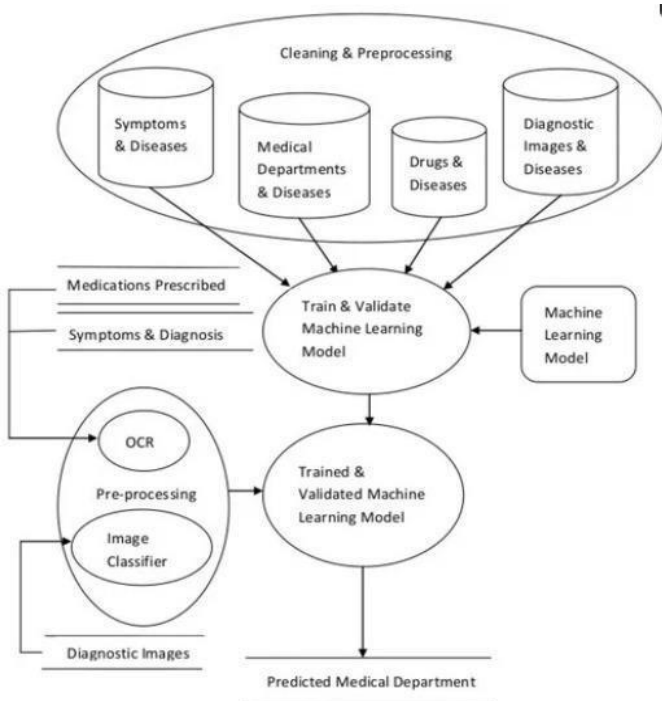 Cleaning & Preprocessing
Symptoms
& Diseases
Medical
Departments
& Diseases
Drugs &
Diseases
Diagnostic
Images &
Diseases
Medications Prescribed
Symptoms & Diagnosis
Train & Validate
Machine Learning
Model
Machine
Learning
Model
OCR
Pre-processing
Image
Classifier
Trained &
Validated Machine
Learning Model
Diagnostic Images
Predicted Medical Department